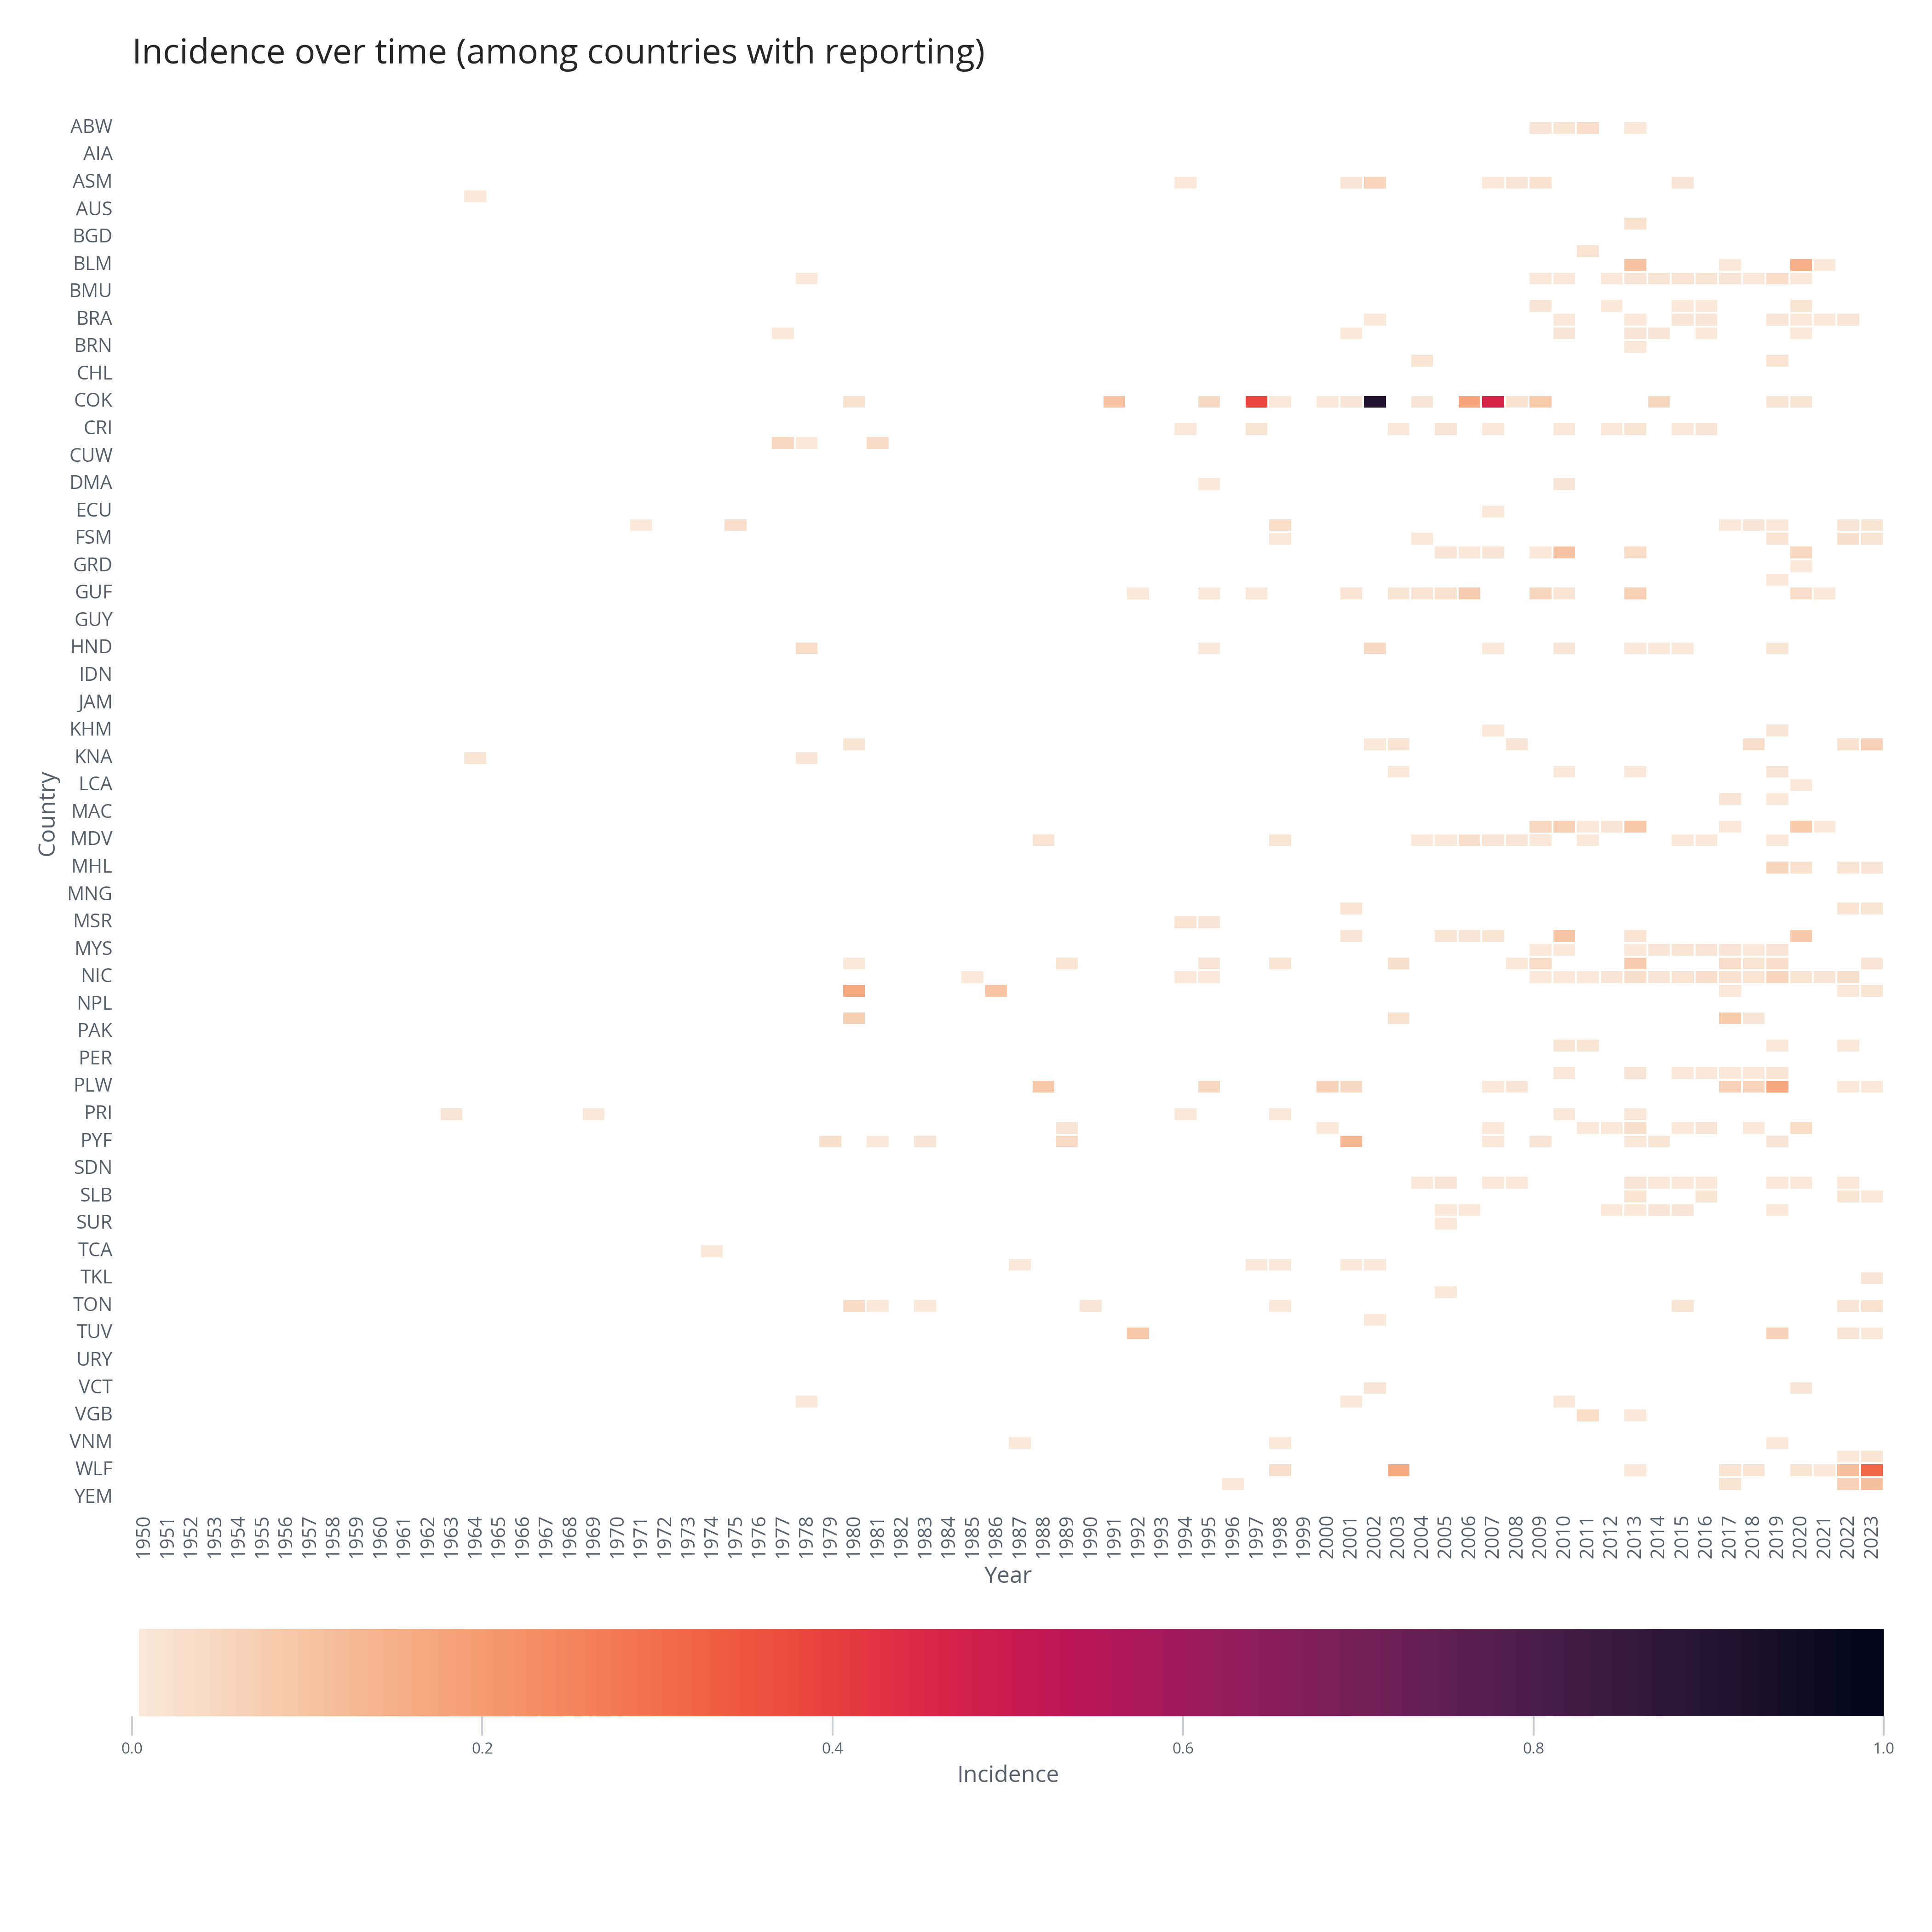 Incidence over time (among countries with reporting)
ABW
AIA
ASM
AUS
BGD
BLM
BMU
BRA
BRN
CHL
COK
CRI
CUW
DMA
ECU
FSM
GRD
GUF
GUY
HND
IDN
JAM
KHM
KNA
LCA
MAC
MDV
MHL
MNG
MSR
MYS
NIC
NPL
PAK
PER
PLW
PRI
PYF
SDN
SLB
SUR
TCA
TKL
TON
TUV
URY
VCT
VGB
VNM
WLF
YEM
Country
1950 1951 1952 1953 1954 1955 1956 1957 1958 1959 1960 1961 1962 1963 1964 1965 1966 1967 1968 1969 1970 1971 1972 1973 1974 1975 1976 1977 1978 1979 1980 1981 1982 1983 1984 1985 1986 1987 1988 1989 1990 1991 1992 1993 1994 1995 1996 1997 1998 1999 2000 2001 2002 2003 2004 2005 2006 2007 2008 2009 2010 2011 2012 2013 2014 2015 2016 2017 2018 2019 2020 2021 2022 2023
Year
0.0 0.2 0.4 0.6 0.8 1.0
Incidence